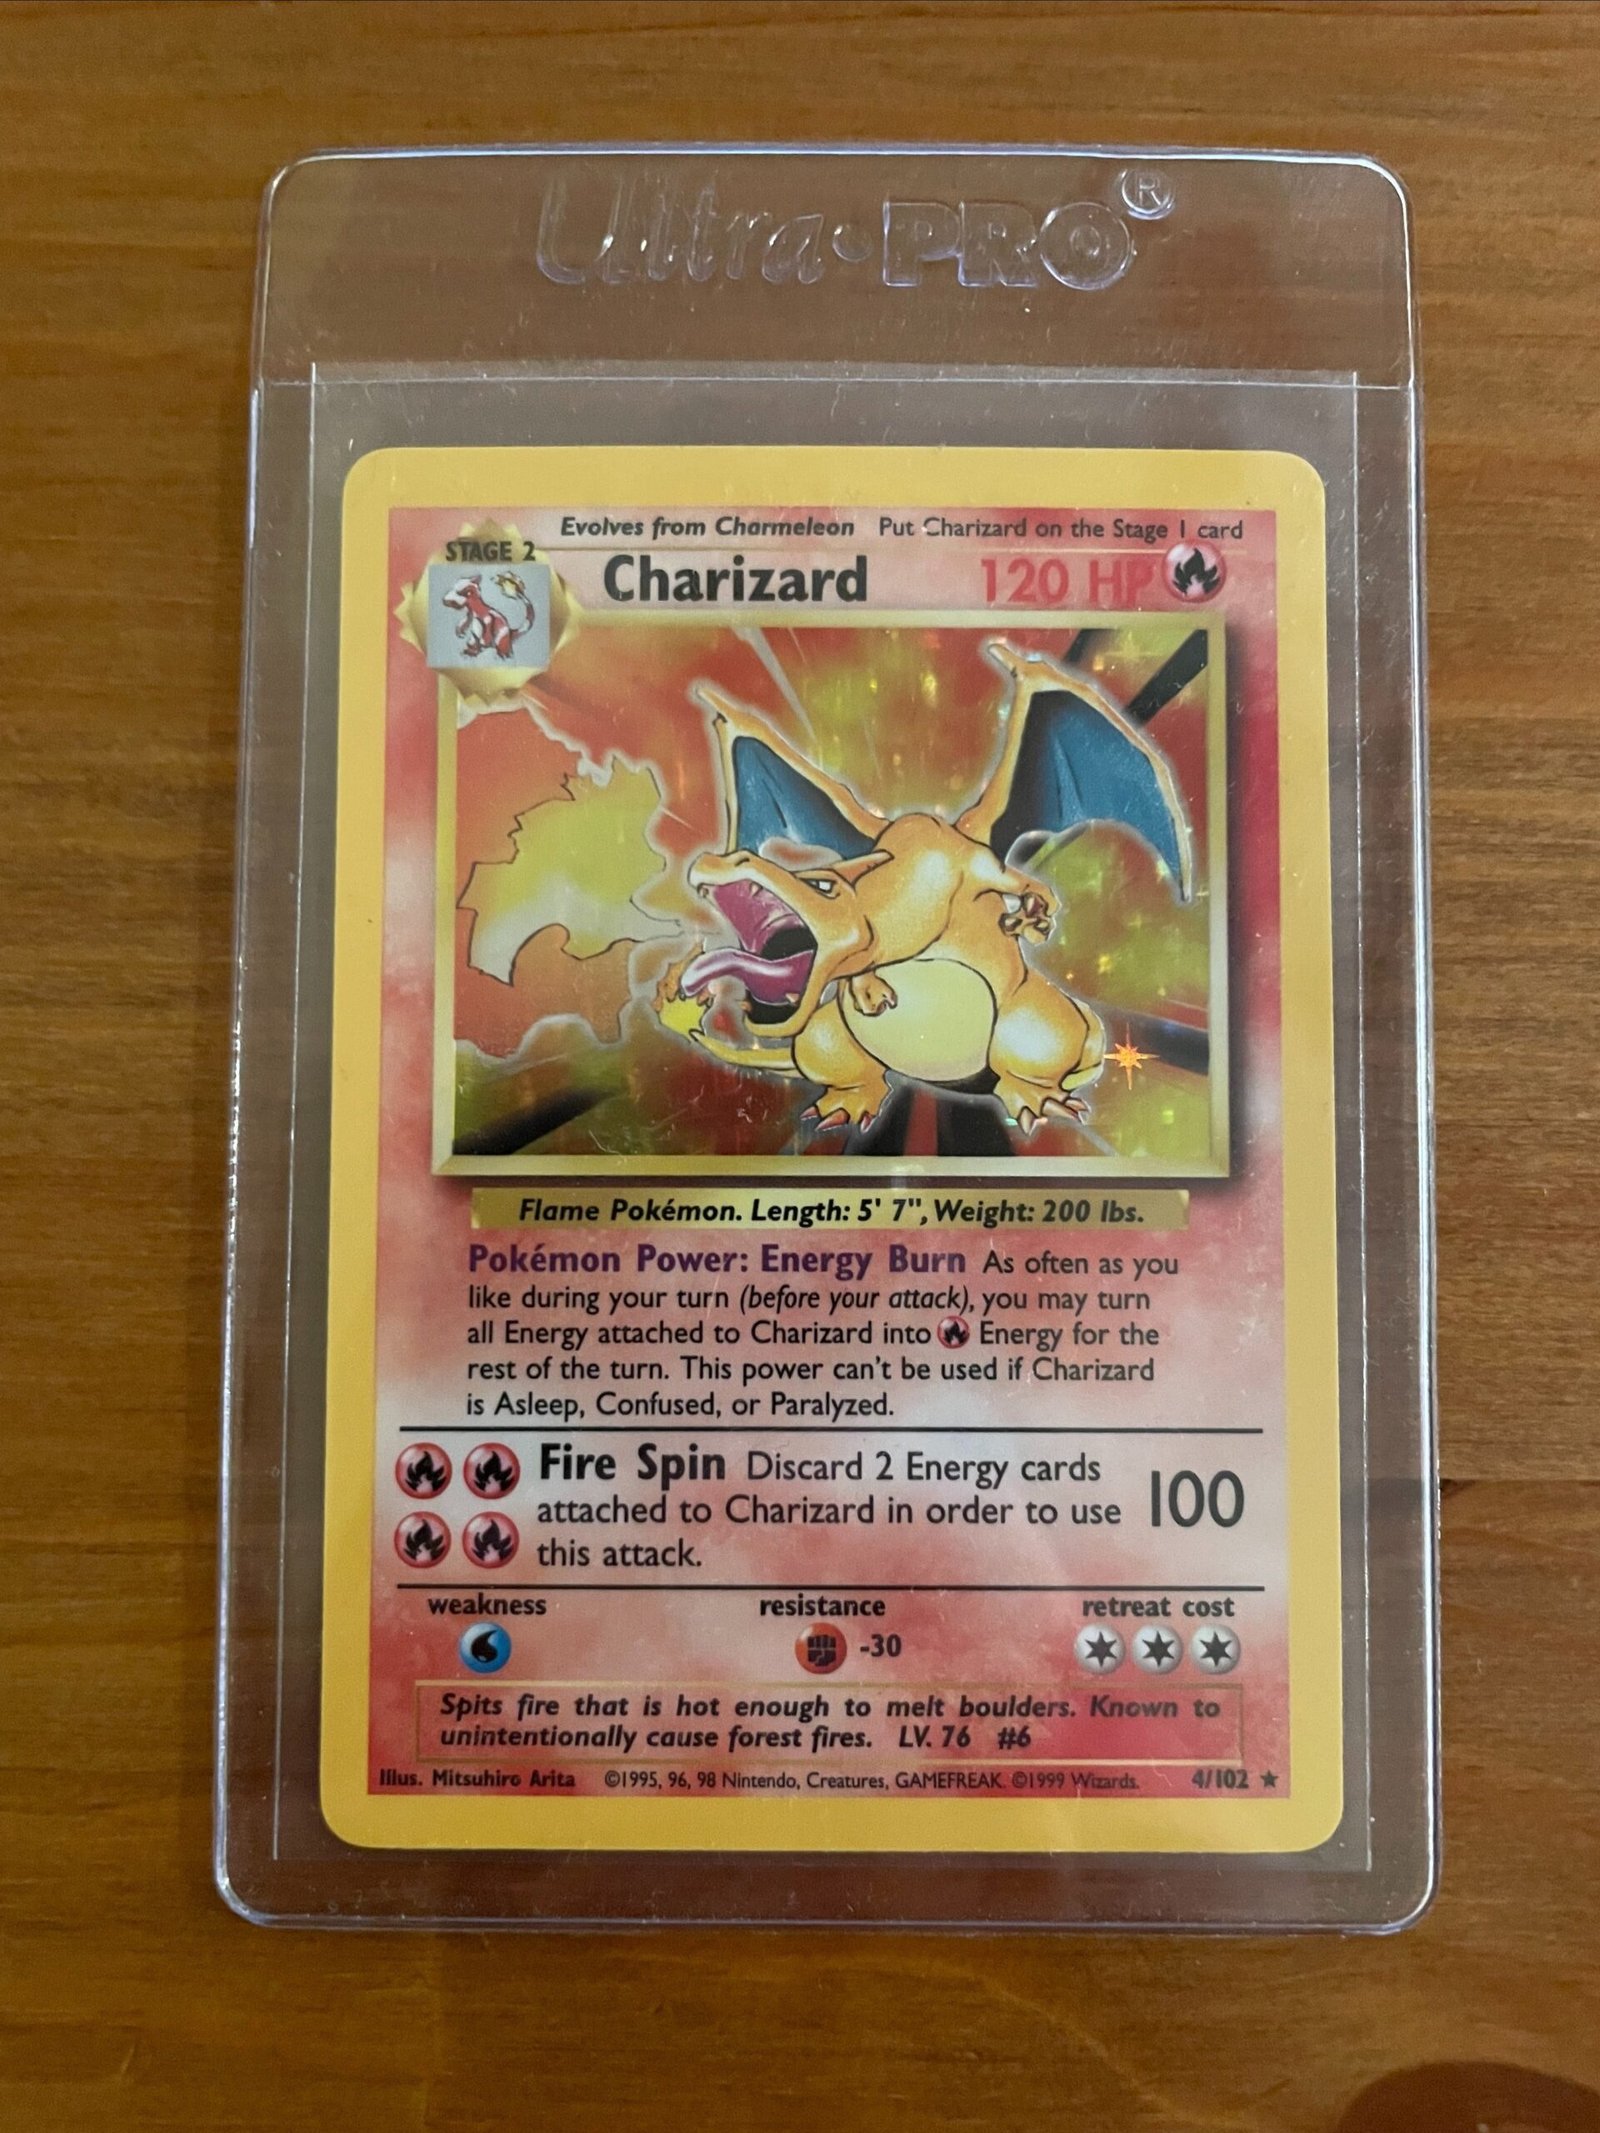 Ultra•PRO®
Evolves from Charmeleon Put Charizard on the Stage 1 card
STAGE 2
Charizard 120 HP
Flame Pokémon. Length: 5' 7", Weight: 200 lbs.
Pokémon Power: Energy Burn As often as you
like during your turn (before your attack), you may turn
all Energy attached to Charizard into Energy for the
rest of the turn. This power can't be used if Charizard
is Asleep, Confused, or Paralyzed.
Fire Spin Discard 2 Energy cards
attached to Charizard in order to use 100
this attack.
weakness resistance retreat cost
-30
Spits fire that is hot enough to melt boulders. Known to
unintentionally cause forest fires. LV. 76 #6
Illus. Mitsuhiro Arita ©1995, 96, 98 Nintendo, Creatures, GAMEFREAK. ©1999 Wizards. 4/102 ★